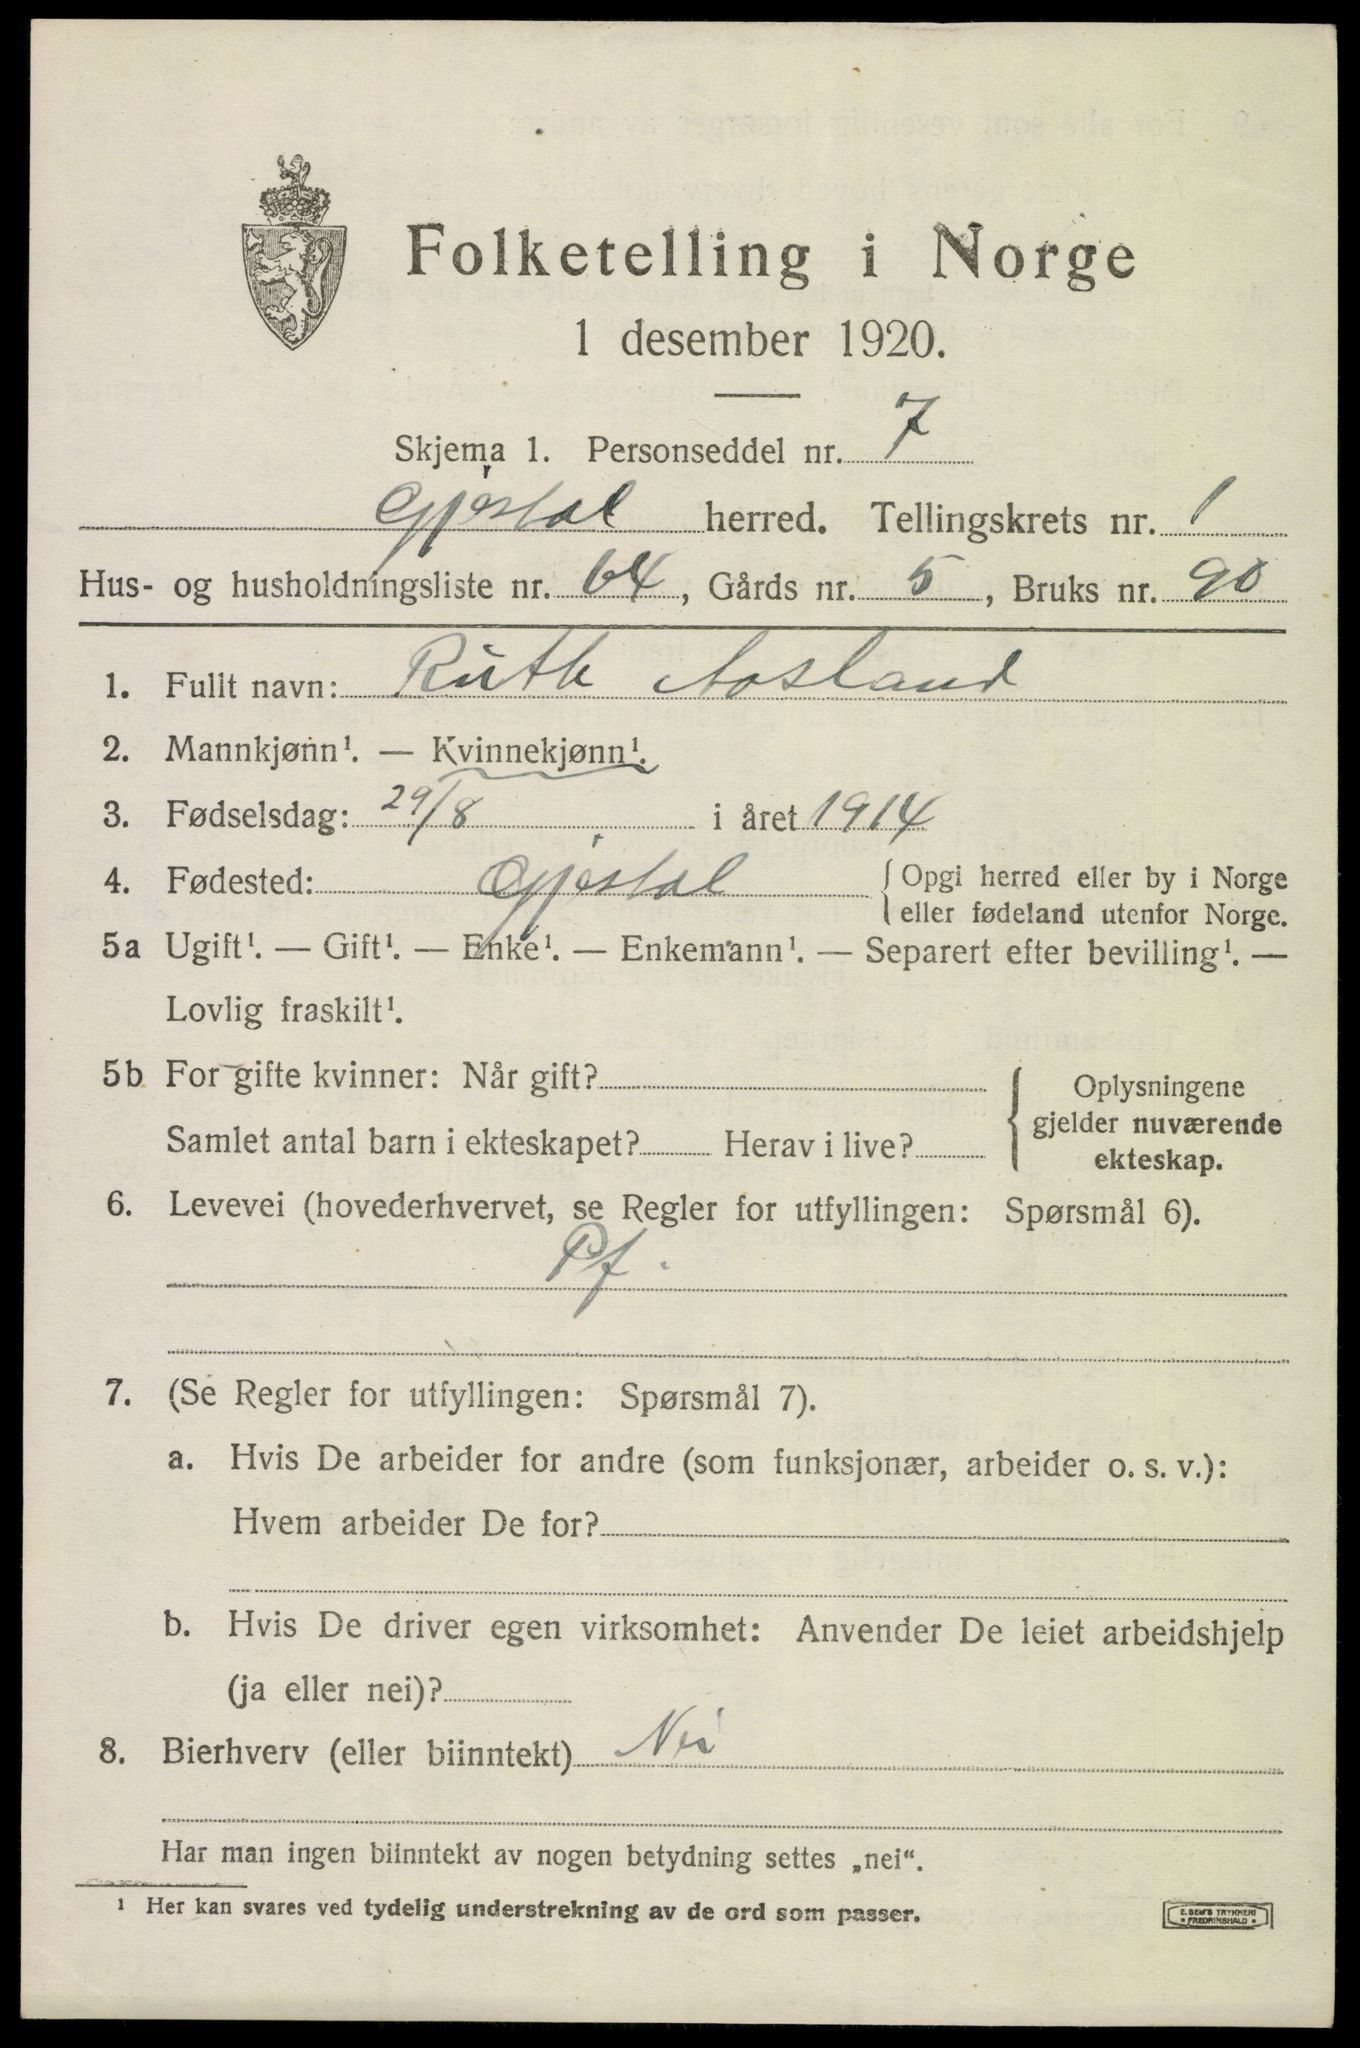 Folketelling i Norge
1 desember 1920.
Skjema 1. Personseddel nr. 7
Gjestal herred. Tellingskrets nr. 1
Hus- og husholdningsliste nr. 64, Gårds nr. 5, Bruks nr. 90
1. Fullt navn: Ruth Aosland
2. Mannkjønn¹. — Kvinnekjønn¹.
3. Fødselsdag: 29/8 i året 1914
4. Fødested: Gjestal { Opgi herred eller by i Norge
eller fødeland utenfor Norge.
5a Ugift¹. — Gift¹. — Enke¹. — Enkemann¹. — Separert efter bevilling¹. —
Lovlig fraskilt¹.
5b For gifte kvinner: Når gift?
Samlet antal barn i ekteskapet? Herav i live?
Oplysningene
gjelder nuværende
ekteskap.
6. Levevei (hovederhvervet, se Regler for utfyllingen: Spørsmål 6).
Pf.
7. (Se Regler for utfyllingen: Spørsmål 7).
a. Hvis De arbeider for andre (som funksjonær, arbeider o. s. v.):
Hvem arbeider De for?
b. Hvis De driver egen virksomhet: Anvender De leiet arbeidshjelp
(ja eller nei)?
8. Bierhverv (eller biinntekt) Nei
Har man ingen biinntekt av nogen betydning settes „nei“.
¹ Her kan svares ved tydelig understrekning av de ord som passer.
E. SEM'S TRYKKERI
FREDRIKSHALD